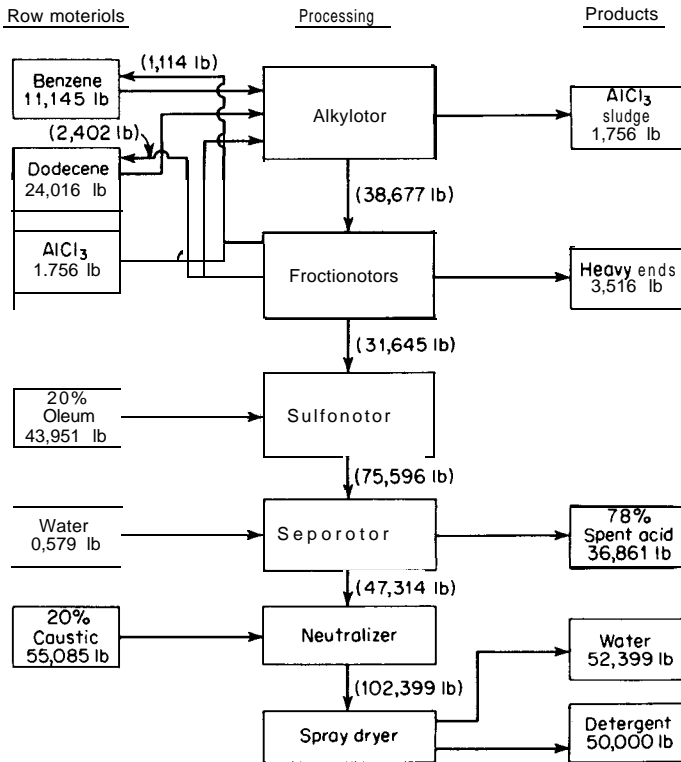 Row moteriols
Processing
Products
(1,114 lb)
Benzene
11,145 lb
Alkylotor
AlCl3
sludge
1,756 lb
(2,402 lb)
Dodecene
24,016 lb
(38,677 lb)
AlCl3
1.756 lb
Froctionotors
Heavy ends
3,516 lb
(31,645 lb)
20%
Oleum
43,951 lb
Sulfonotor
(75,596 lb)
Water
0,579 lb
Seporotor
78%
Spent acid
36,861 lb
(47,314 lb)
20%
Caustic
55,085 lb
Neutralizer
Water
52,399 lb
(102,399 lb)
Spray dryer
Detergent
50,000 lb